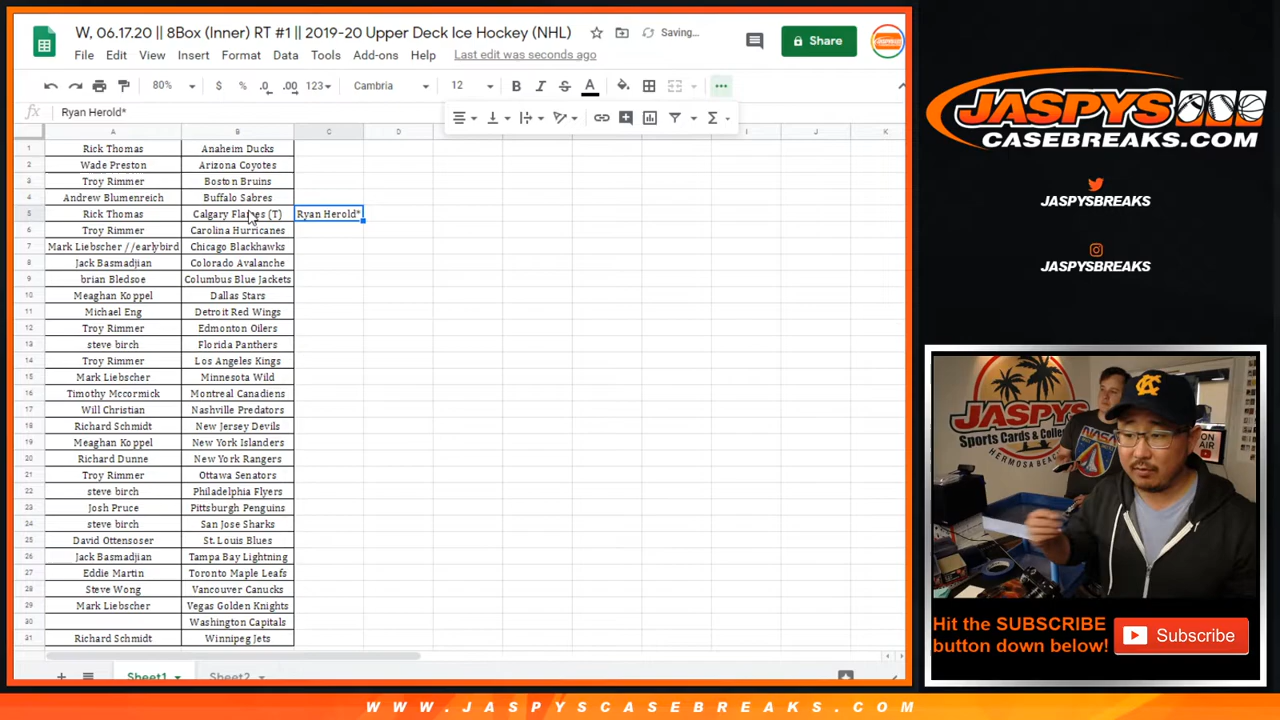 W, 06.17.20 || 8Box (Inner) RT #1 || 2019-20 Upper Deck Ice Hockey (NHL)
Saving...
File Edit View Insert Format Data Tools Add-ons Help Last edit was seconds ago
Share
80% $ % .0 .00 123 Cambria 12 B I S A
fx Ryan Herold*
A B C D I J K
1 Rick Thomas Anaheim Ducks
2 Wade Preston Arizona Coyotes
3 Troy Rimmer Boston Bruins
4 Andrew Blumenreich Buffalo Sabres
5 Rick Thomas Calgary Flames (T) Ryan Herold*
6 Troy Rimmer Carolina Hurricanes
7 Mark Liebscher //earlybird Chicago Blackhawks
8 Jack Basmadjian Colorado Avalanche
9 brian Bledsoe Columbus Blue Jackets
10 Meaghan Koppel Dallas Stars
11 Michael Eng Detroit Red Wings
12 Troy Rimmer Edmonton Oilers
13 steve birch Florida Panthers
14 Troy Rimmer Los Angeles Kings
15 Mark Liebscher Minnesota Wild
16 Timothy Mccormick Montreal Canadiens
17 Will Christian Nashville Predators
18 Richard Schmidt New Jersey Devils
19 Meaghan Koppel New York Islanders
20 Richard Dunne New York Rangers
21 Troy Rimmer Ottawa Senators
22 steve birch Philadelphia Flyers
23 Josh Pruce Pittsburgh Penguins
24 steve birch San Jose Sharks
25 David Ottensoser St. Louis Blues
26 Jack Basmadjian Tampa Bay Lightning
27 Eddie Martin Toronto Maple Leafs
28 Steve Wong Vancouver Canucks
29 Mark Liebscher Vegas Golden Knights
30 Washington Capitals
31 Richard Schmidt Winnipeg Jets
Sheet1 Sheet2
JASPYS
CASEBREAKS.COM
JASPYSBREAKS
JASPYSBREAKS
JASPYS
Sports Cards & Colle
HERMOSA BEA
NASA
KC
ON
AIR
Hit the SUBSCRIBE
button down below!
Subscribe
WWW.JASPYSCASEBREAKS.COM